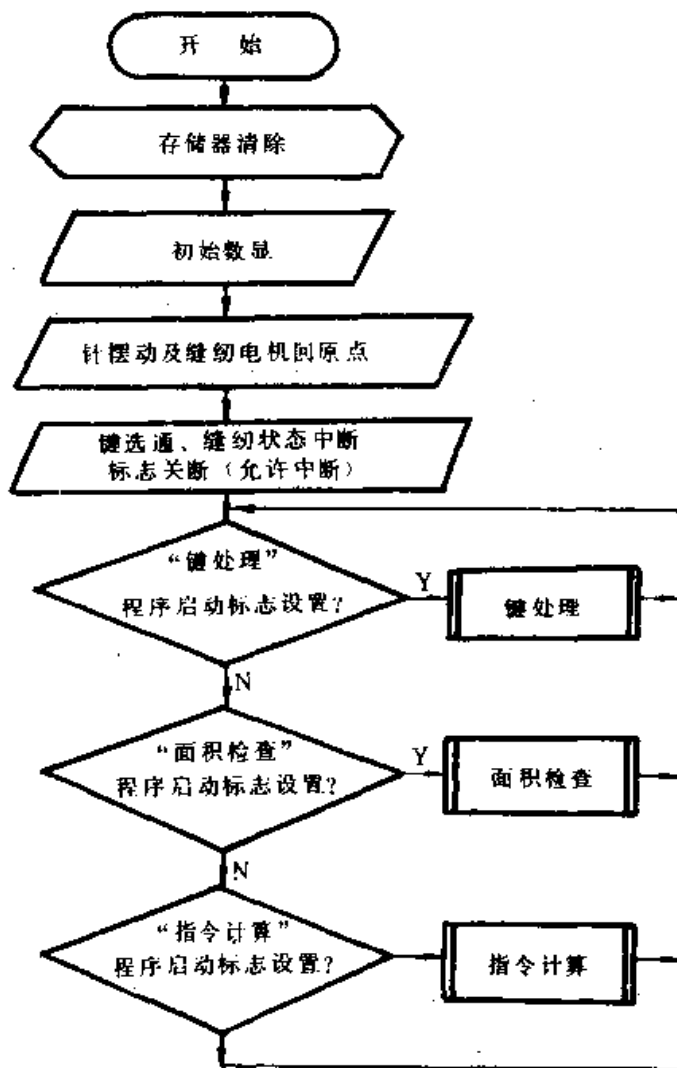 开 始
存储器清除
初始数显
针摆动及缝纫电机回原点
键选通、缝纫状态中断
标志关断（允许中断）
“键处理”
程序启动标志设置？
Y
键处理
N
“面积检查”
程序启动标志设置？
Y
面积检查
N
“指令计算”
程序启动标志设置？
指令计算